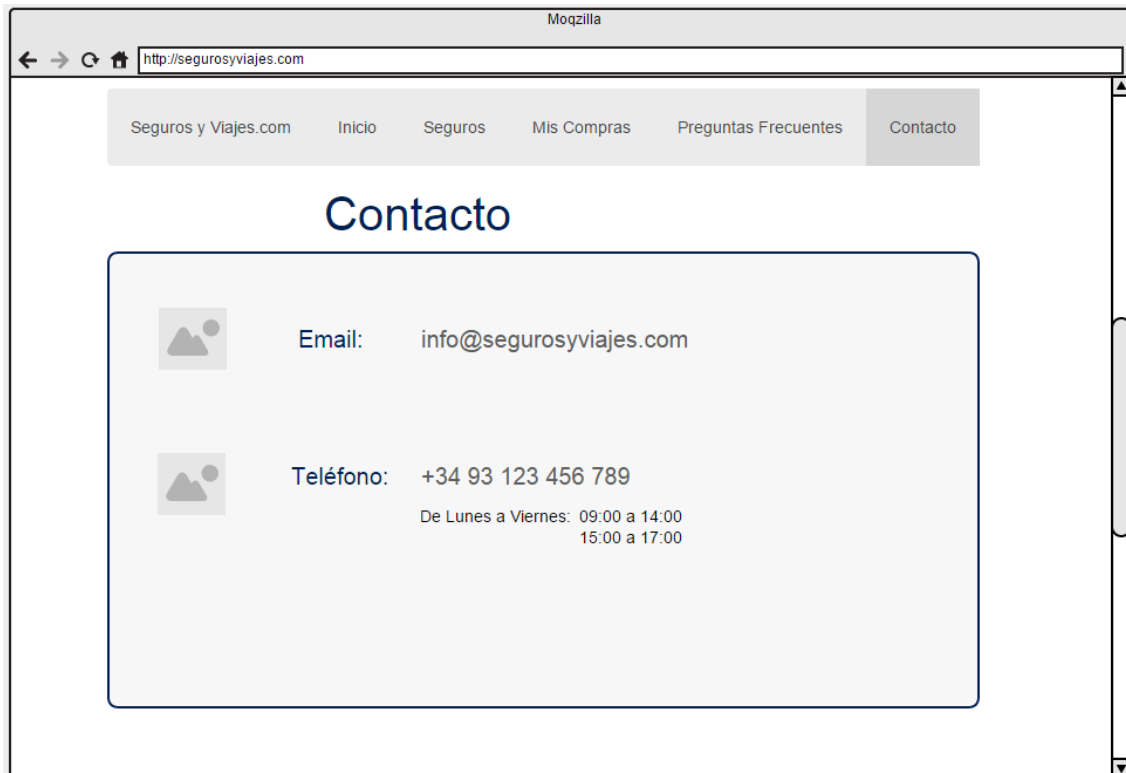 Moqzilla
http://segurosyviajes.com
Seguros y Viajes.com Inicio Seguros Mis Compras Preguntas Frecuentes Contacto
Contacto
Email: info@segurosyviajes.com
Teléfono: +34 93 123 456 789
De Lunes a Viernes: 09:00 a 14:00
15:00 a 17:00